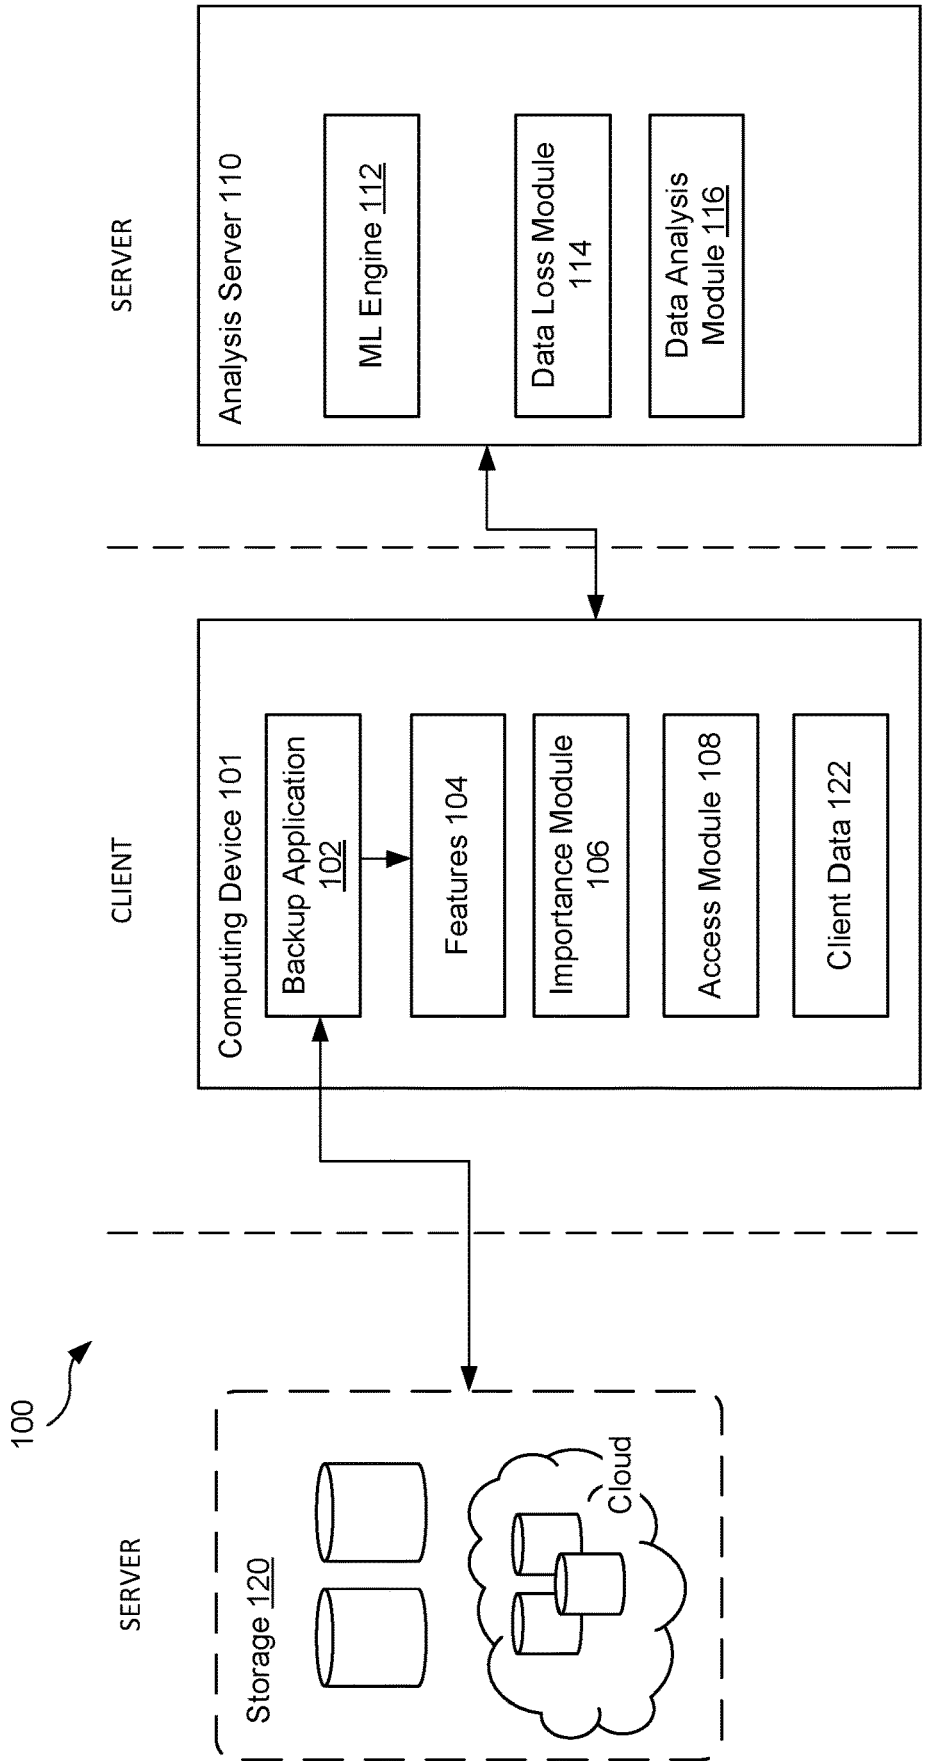 100
SERVER
CLIENT
SERVER
Storage 120
Cloud
Computing Device 101
Backup Application
102
Features 104
Importance Module
106
Access Module 108
Client Data 122
Analysis Server 110
ML Engine 112
Data Loss Module
114
Data Analysis
Module 116